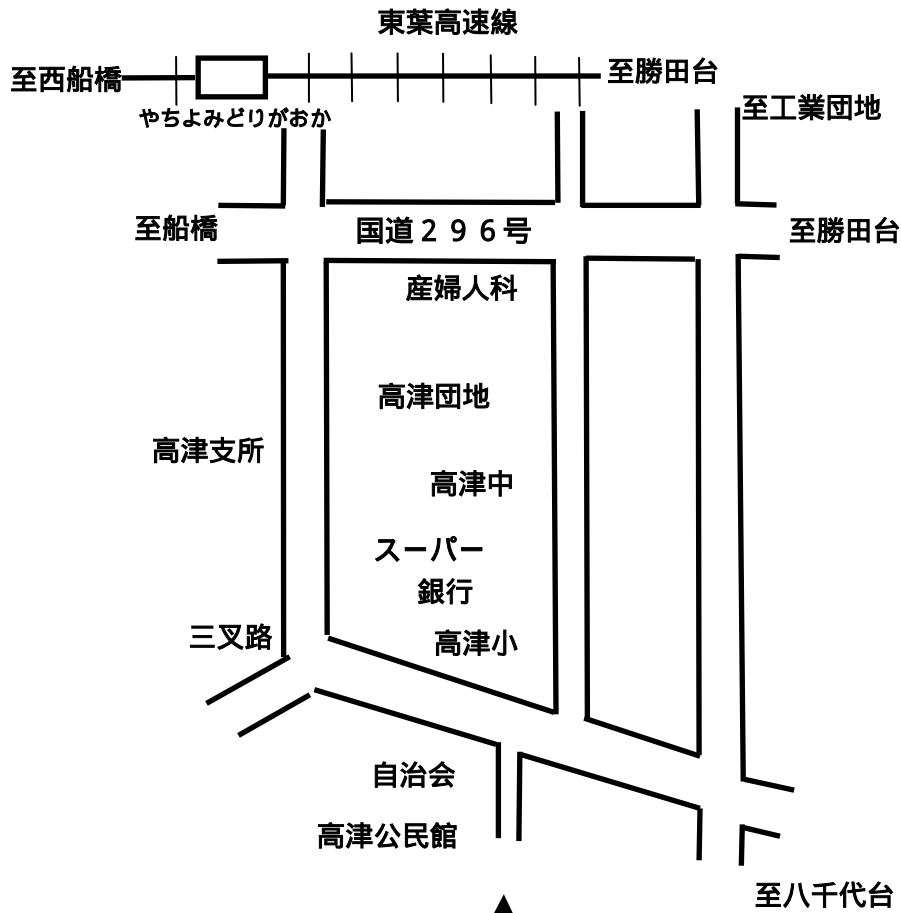 東葉高速線
至西船橋
至勝田台
やちよみどりがおか
至工業団地
至船橋
国道２９６号
至勝田台
産婦人科
高津団地
高津支所
高津中
スーパー
銀行
三叉路
高津小
自治会
高津公民館
至八千代台